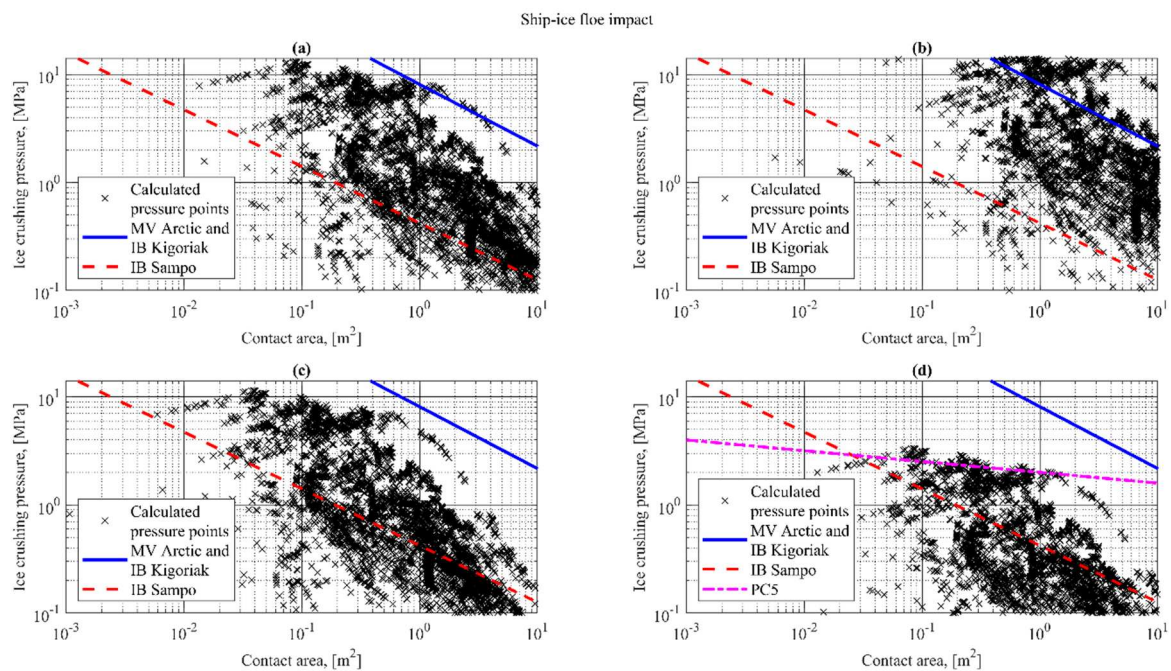 Ship-ice floe impact
(a)
10^1
10^0
10^-1
Ice crushing pressure, [MPa]
Calculated
pressure points
MV Arctic and
IB Kigoriak
IB Sampo
10^-3
10^-2
10^-1
10^0
10^1
Contact area, [m^2]
(b)
10^1
10^0
10^-1
Ice crushing pressure, [MPa]
Calculated
pressure points
MV Arctic and
IB Kigoriak
IB Sampo
10^-3
10^-2
10^-1
10^0
10^1
Contact area, [m^2]
(c)
10^1
10^0
10^-1
Ice crushing pressure, [MPa]
Calculated
pressure points
MV Arctic and
IB Kigoriak
IB Sampo
10^-3
10^-2
10^-1
10^0
10^1
Contact area, [m^2]
(d)
10^1
10^0
10^-1
Ice crushing pressure, [MPa]
Calculated
pressure points
MV Arctic and
IB Kigoriak
IB Sampo
PC5
10^-3
10^-2
10^-1
10^0
10^1
Contact area, [m^2]